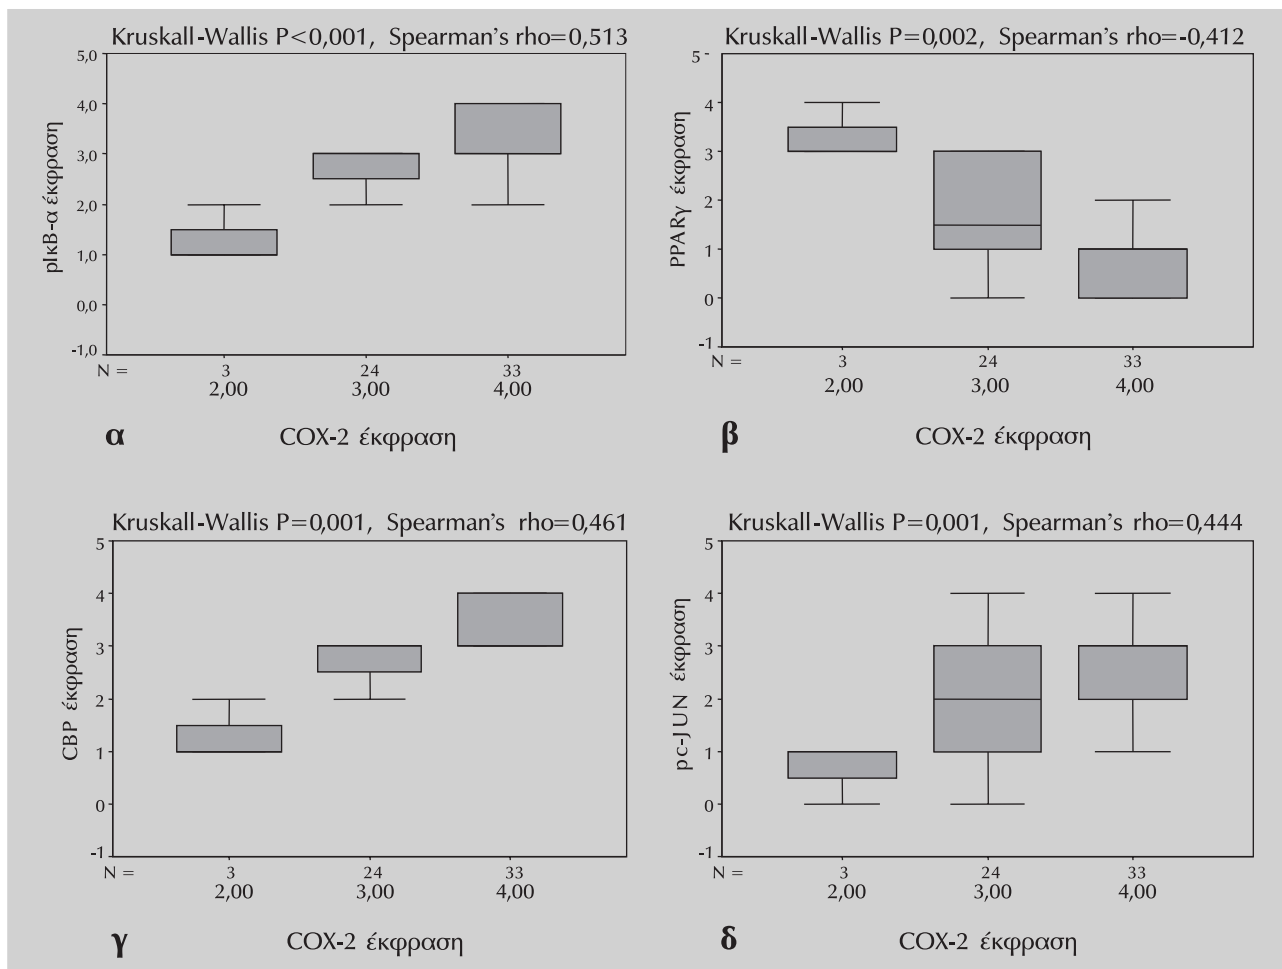 Kruskall-Wallis P<0,001, Spearman's rho=0,513
5,0
4,0
3,0
2,0
1,0
0,0
-1,0
pIκB-α έκφραση
N = 3 24 33
2,00 3,00 4,00
α COX-2 έκφραση
Kruskall-Wallis P=0,002, Spearman's rho=-0,412
5
4
3
2
1
0
-1
PPARγ έκφραση
N = 3 24 33
2,00 3,00 4,00
β COX-2 έκφραση
Kruskall-Wallis P=0,001, Spearman's rho=0,461
5
4
3
2
1
0
-1
CBP έκφραση
N = 3 24 33
2,00 3,00 4,00
γ COX-2 έκφραση
Kruskall-Wallis P=0,001, Spearman's rho=0,444
5
4
3
2
1
0
-1
pc-JUN έκφραση
N = 3 24 33
2,00 3,00 4,00
δ COX-2 έκφραση